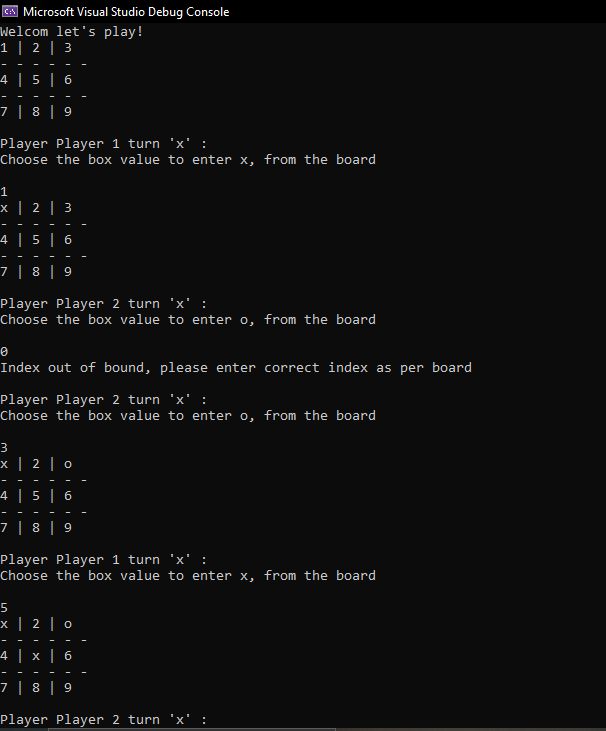 Microsoft Visual Studio Debug Console
Welcom let's play!
1 | 2 | 3
- - - - - -
4 | 5 | 6
- - - - - -
7 | 8 | 9
Player Player 1 turn 'x' :
Choose the box value to enter x, from the board
1
x | 2 | 3
- - - - - -
4 | 5 | 6
- - - - - -
7 | 8 | 9
Player Player 2 turn 'x' :
Choose the box value to enter o, from the board
0
Index out of bound, please enter correct index as per board
Player Player 2 turn 'x' :
Choose the box value to enter o, from the board
3
x | 2 | o
- - - - - -
4 | 5 | 6
- - - - - -
7 | 8 | 9
Player Player 1 turn 'x' :
Choose the box value to enter x, from the board
5
x | 2 | o
- - - - - -
4 | x | 6
- - - - - -
7 | 8 | 9
Player Player 2 turn 'x' :